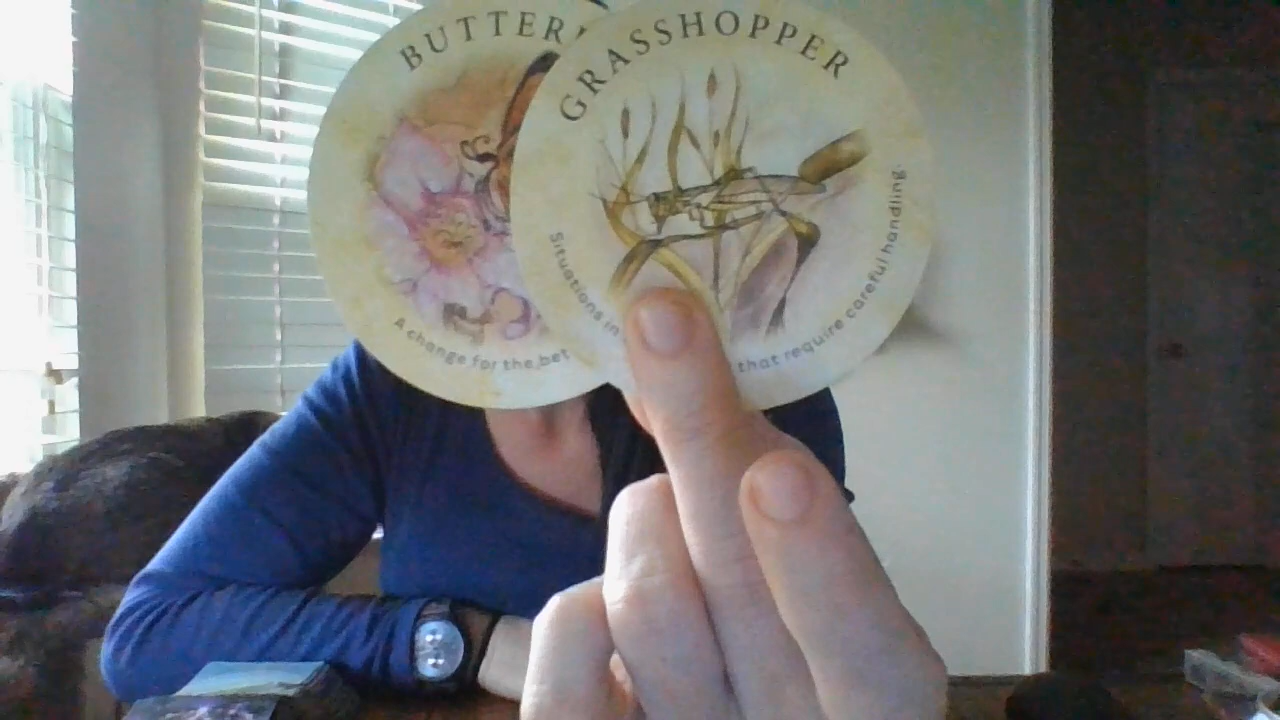 BUTTER
A change for the bet
GRASSHOPPER
Situations in
that require careful handling.